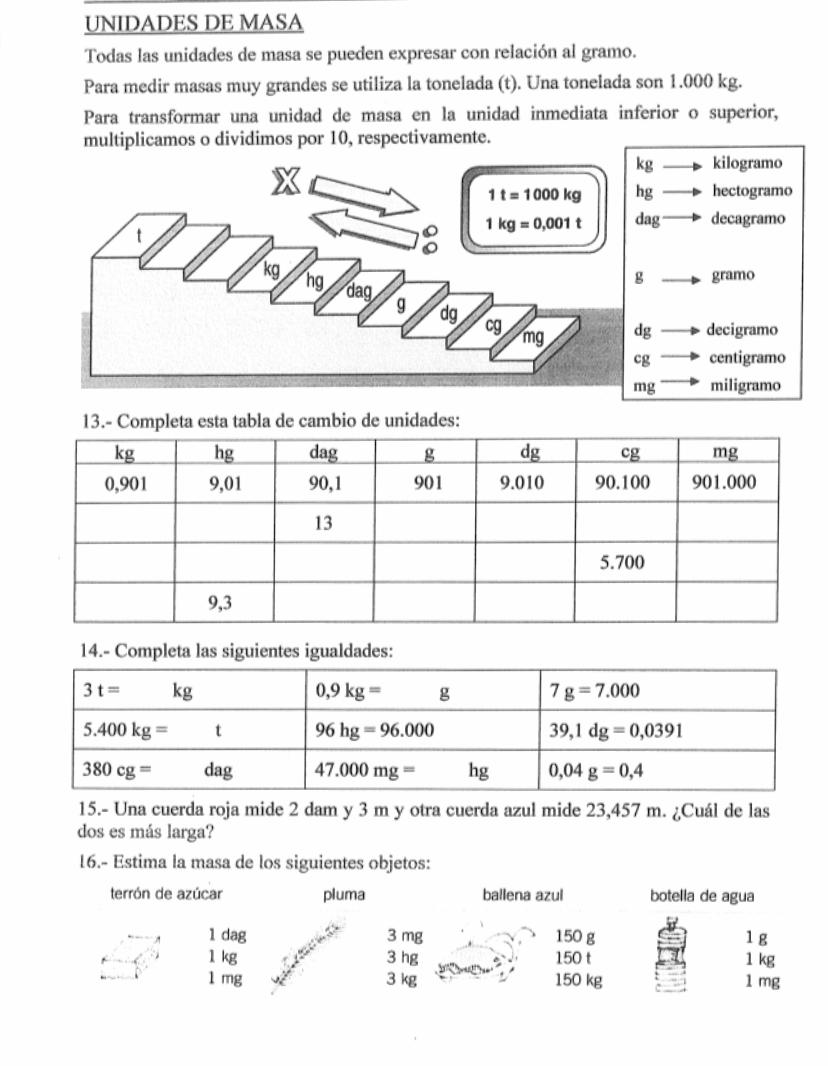 UNIDADES DE MASA
Todas las unidades de masa se pueden expresar con relación al gramo.
Para medir masas muy grandes se utiliza la tonelada (t). Una tonelada son 1.000 kg.
Para transformar una unidad de masa en la unidad inmediata inferior o superior,
multiplicamos o dividimos por 10, respectivamente.
X
:
1 t = 1000 kg
1 kg = 0,001 t
t
kg
hg
dag
g
dg
cg
mg
kg → kilogramo
hg → hectogramo
dag → decagramo
g → gramo
dg → decigramo
cg → centigramo
mg → miligramo
13.- Completa esta tabla de cambio de unidades:
kg hg dag g dg cg mg
0,901 9,01 90,1 901 9.010 90.100 901.000
13
5.700
9,3
14.- Completa las siguientes igualdades:
3 t = kg 0,9 kg = g 7 g = 7.000
5.400 kg = t 96 hg = 96.000 39,1 dg = 0,0391
380 cg = dag 47.000 mg = hg 0,04 g = 0,4
15.- Una cuerda roja mide 2 dam y 3 m y otra cuerda azul mide 23,457 m. ¿Cuál de las
dos es más larga?
16.- Estima la masa de los siguientes objetos:
terrón de azúcar pluma ballena azul botella de agua
1 dag 3 mg 150 g 1 g
1 kg 3 hg 150 t 1 kg
1 mg 3 kg 150 kg 1 mg